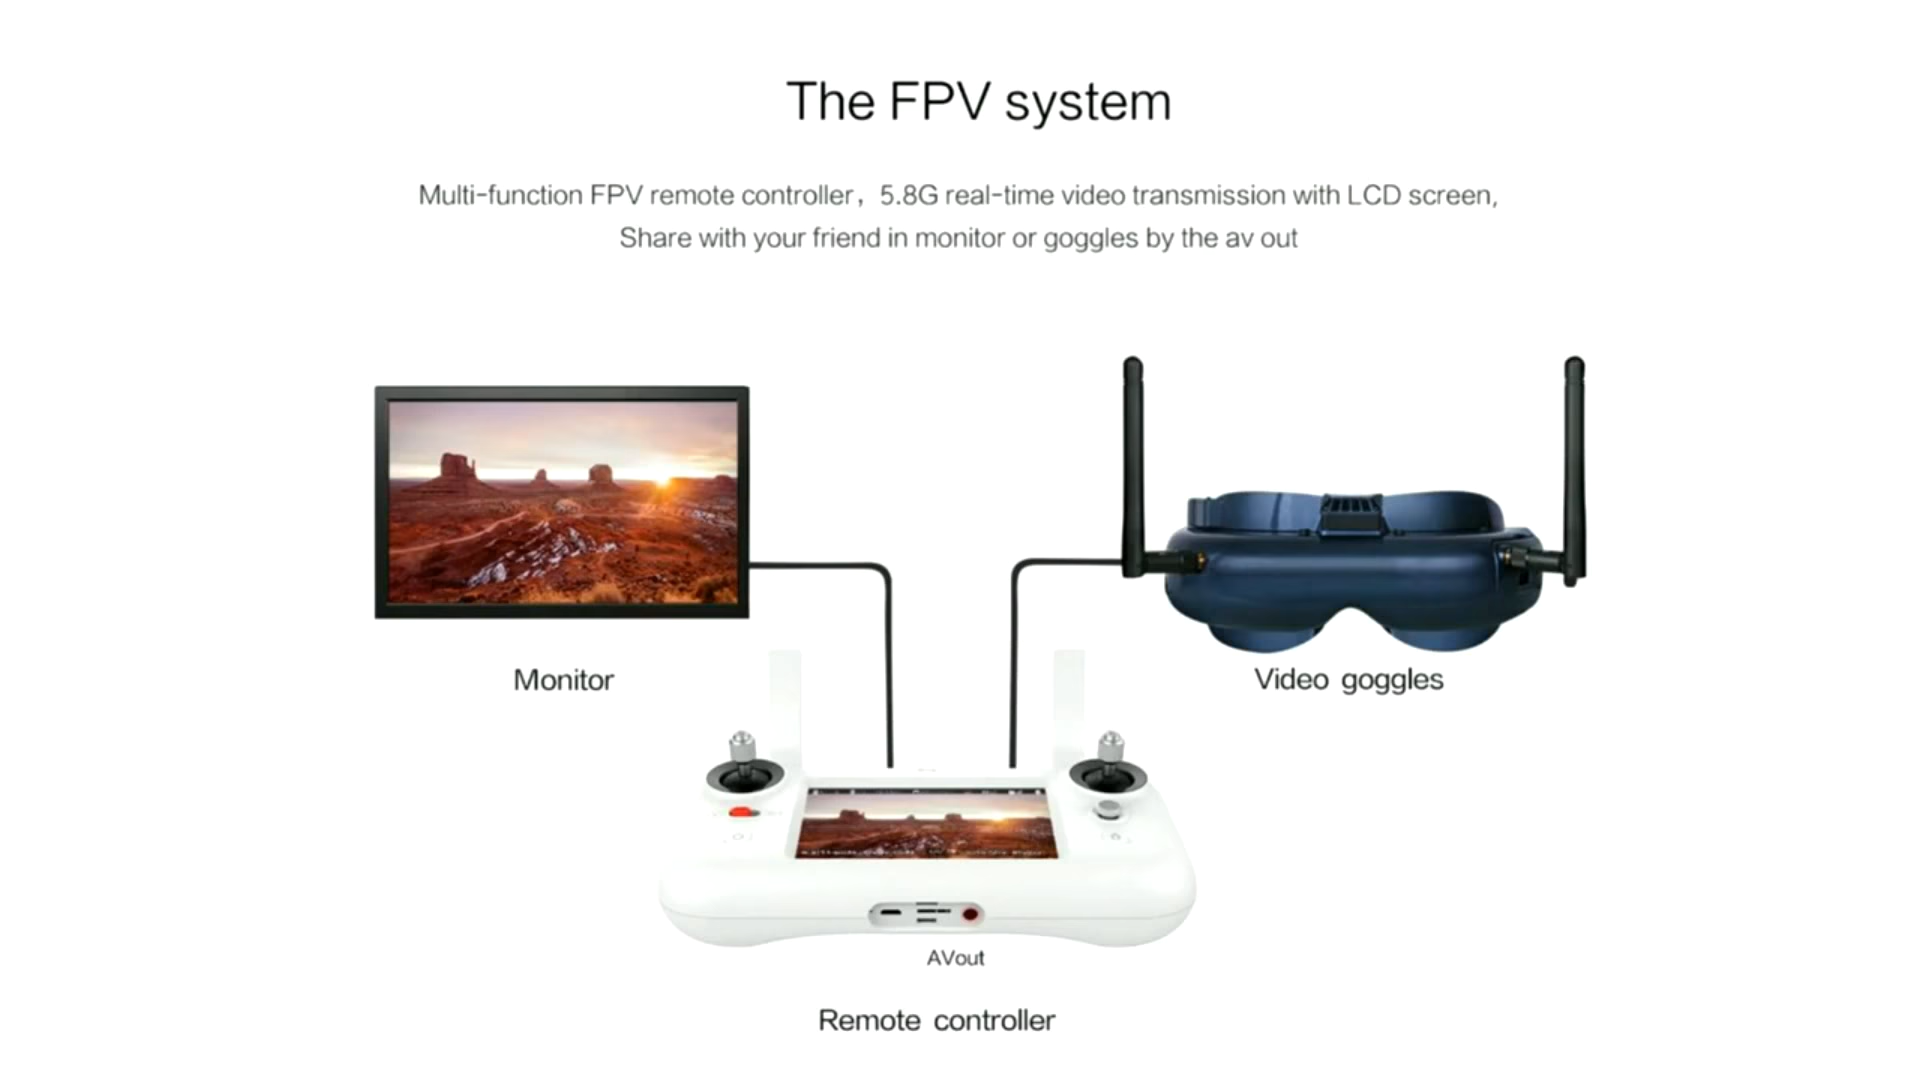 The FPV system
Multi-function FPV remote controller, 5.8G real-time video transmission with LCD screen,
Share with your friend in monitor or goggles by the av out
Monitor
Video goggles
AVout
Remote controller